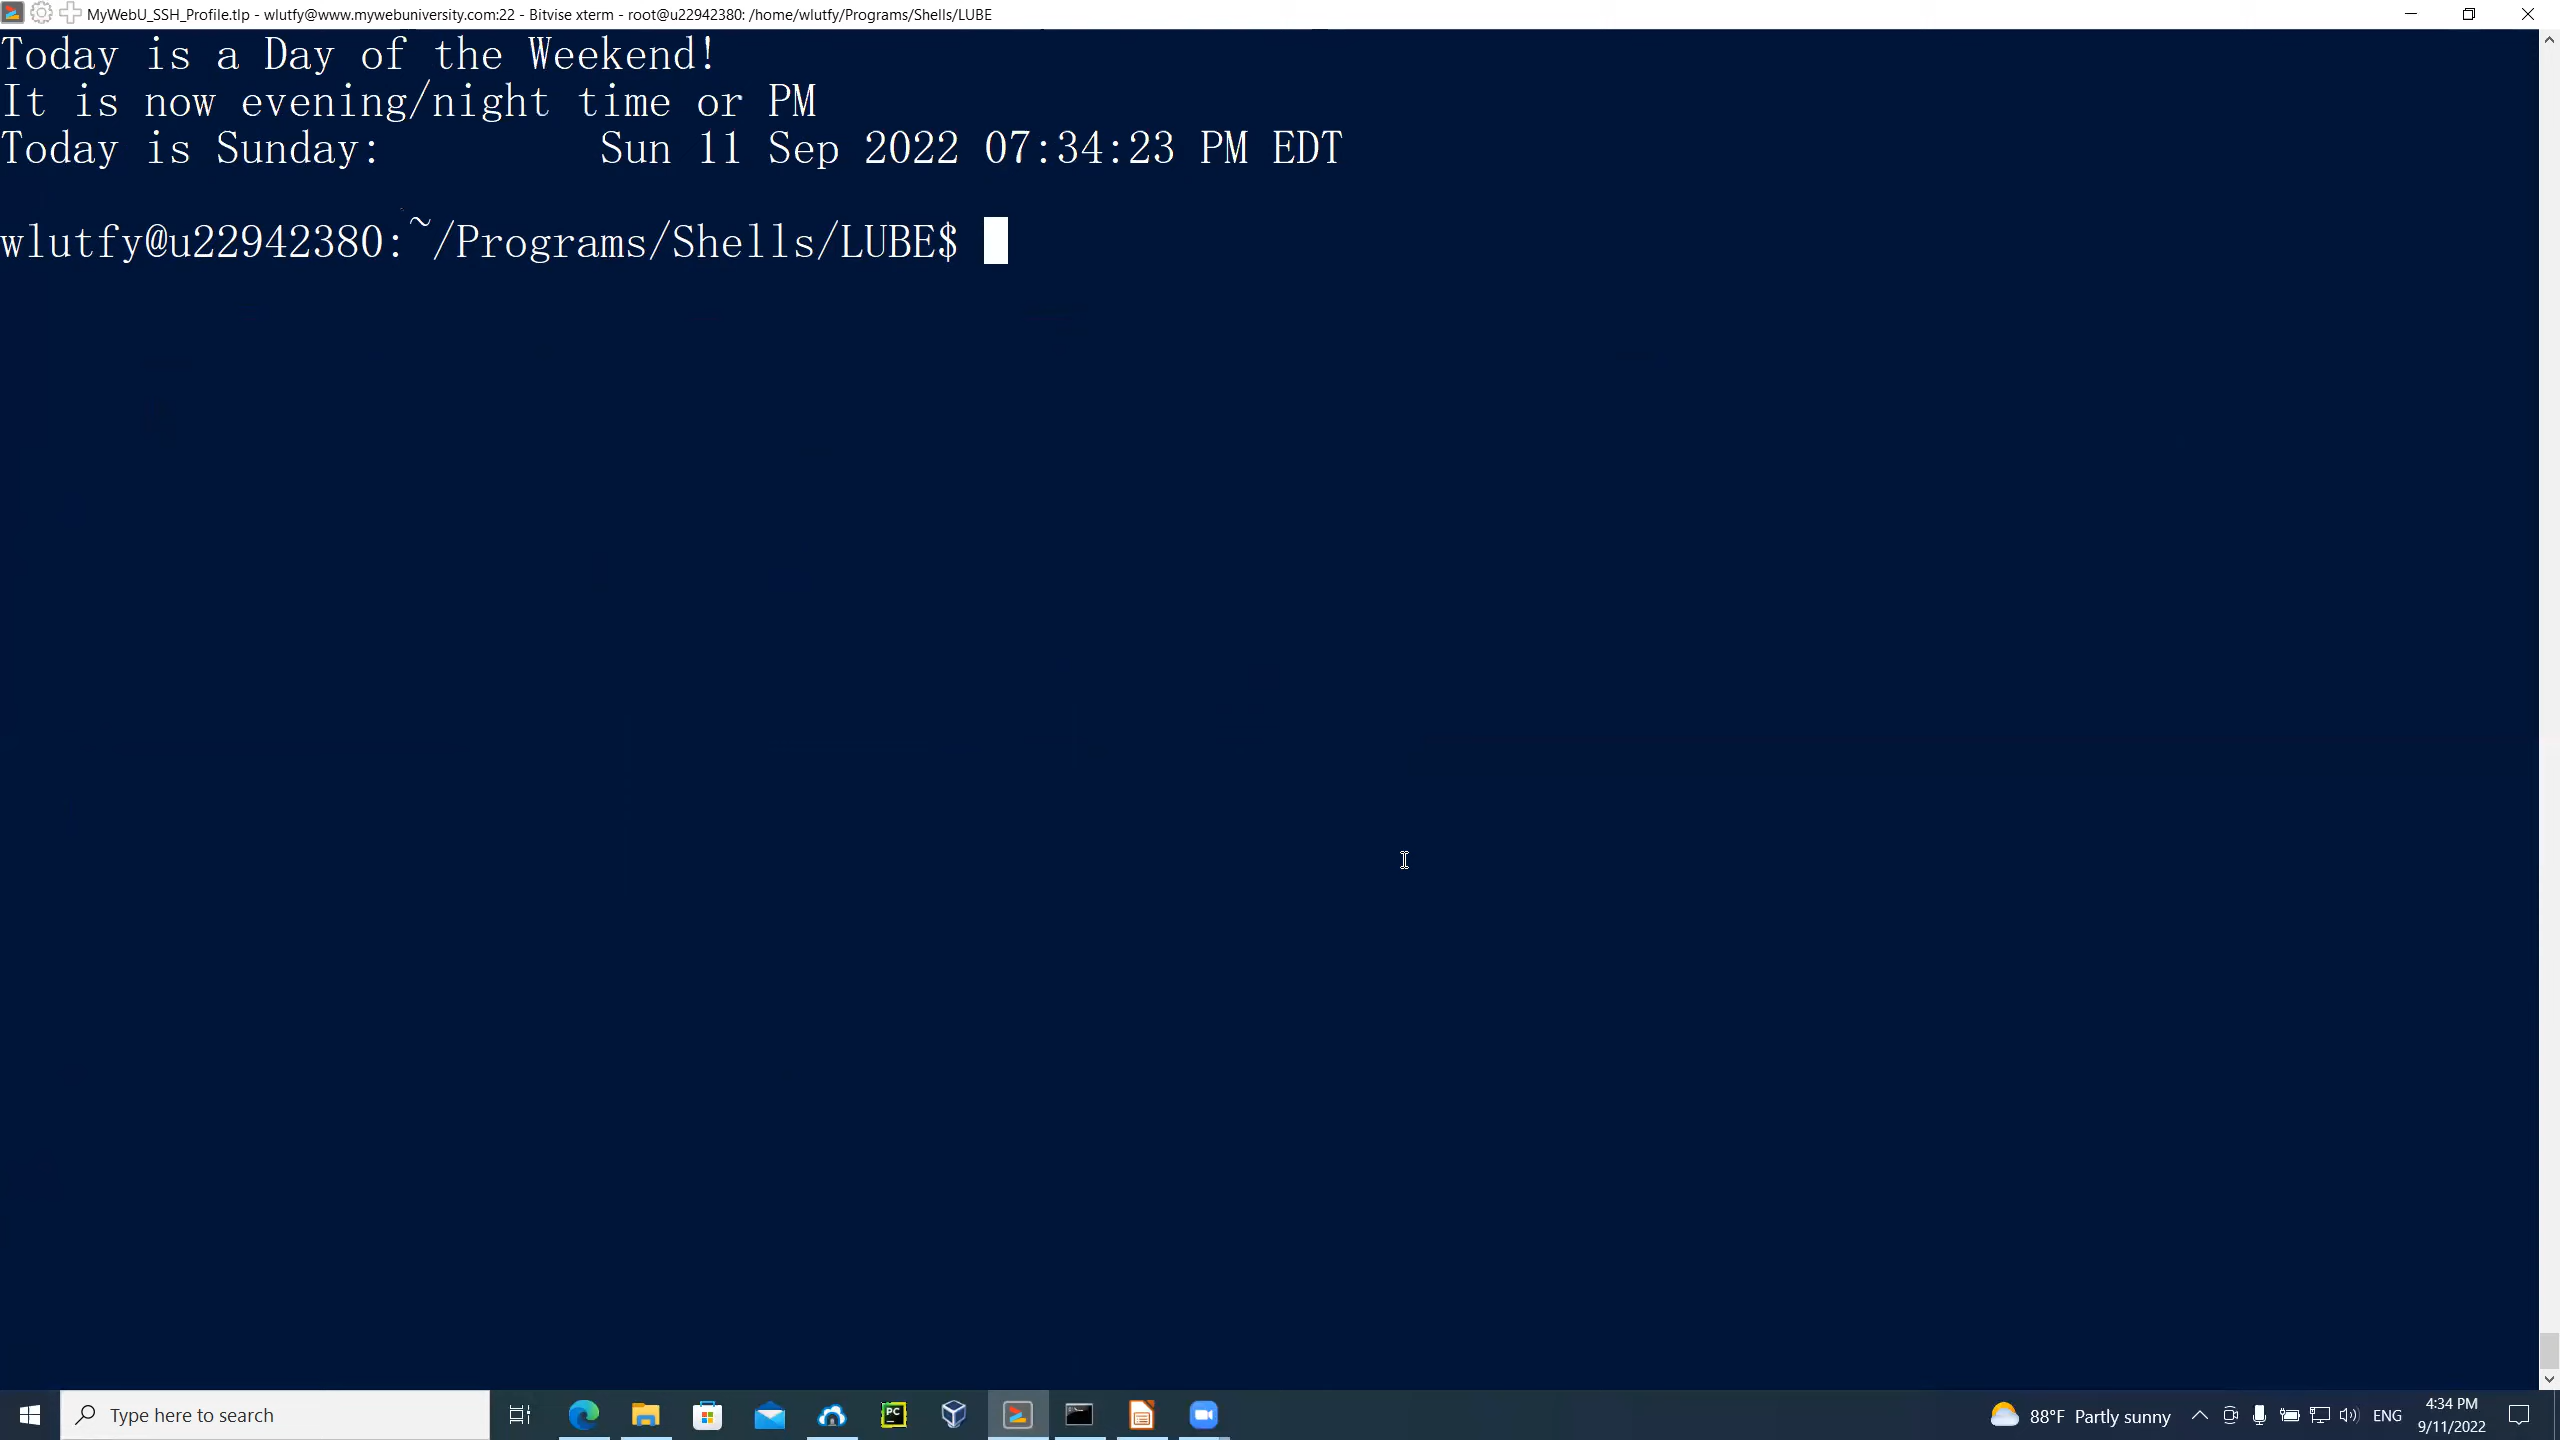 MyWebU_SSH_Profile.tlp - wlutfy@www.mywebuniversity.com:22 - Bitvise xterm - root@u22942380: /home/wlutfy/Programs/Shells/LUBE
Today is a Day of the Weekend!
It is now evening/night time or PM
Today is Sunday:         Sun 11 Sep 2022 07:34:23 PM EDT
wlutfy@u22942380:~/Programs/Shells/LUBE$
Type here to search
PC
88°F Partly sunny
ENG
4:34 PM
9/11/2022